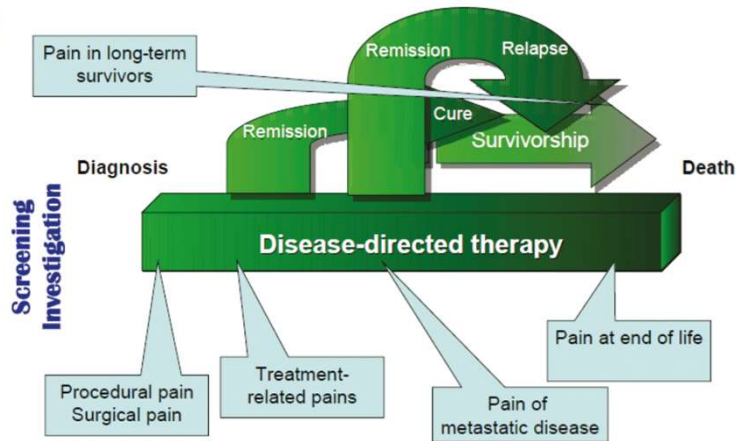 Pain in long-term
survivors
Remission
Relapse
Remission
Cure
Survivorship
Diagnosis
Death
Screening
Investigation
Disease-directed therapy
Pain at end of life
Procedural pain
Surgical pain
Treatment-
related pains
Pain of
metastatic disease